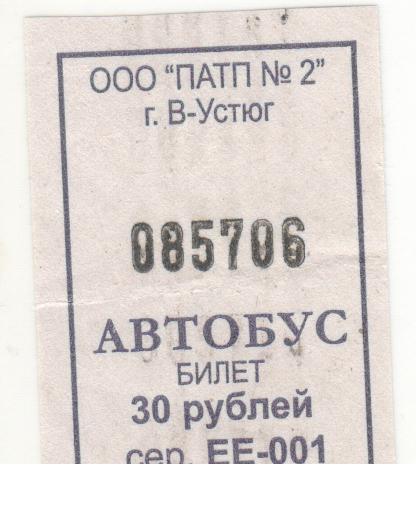 ООО "ПАТП № 2"
г. В-Устюг
085706
АВТОБУС
БИЛЕТ
30 рублей
сер. ЕЕ-001